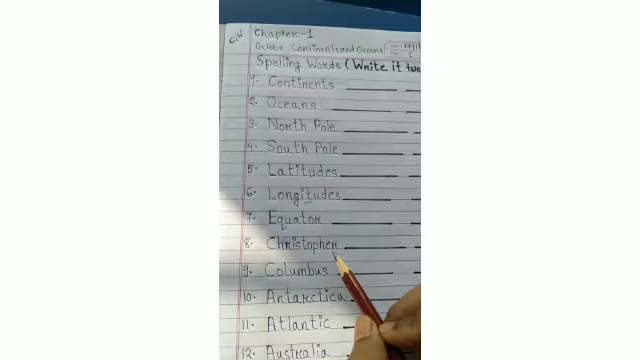 C/W
Chapter-1
Globe, Continents and Oceans
Spelling Words (Write it two
1. Continents
2. Oceans
3. North Pole
4. South Pole
5. Latitudes
6. Longitudes
7. Equator
8. Christopher
9. Columbus
10. Antarctica
11. Atlantic
12. Australia